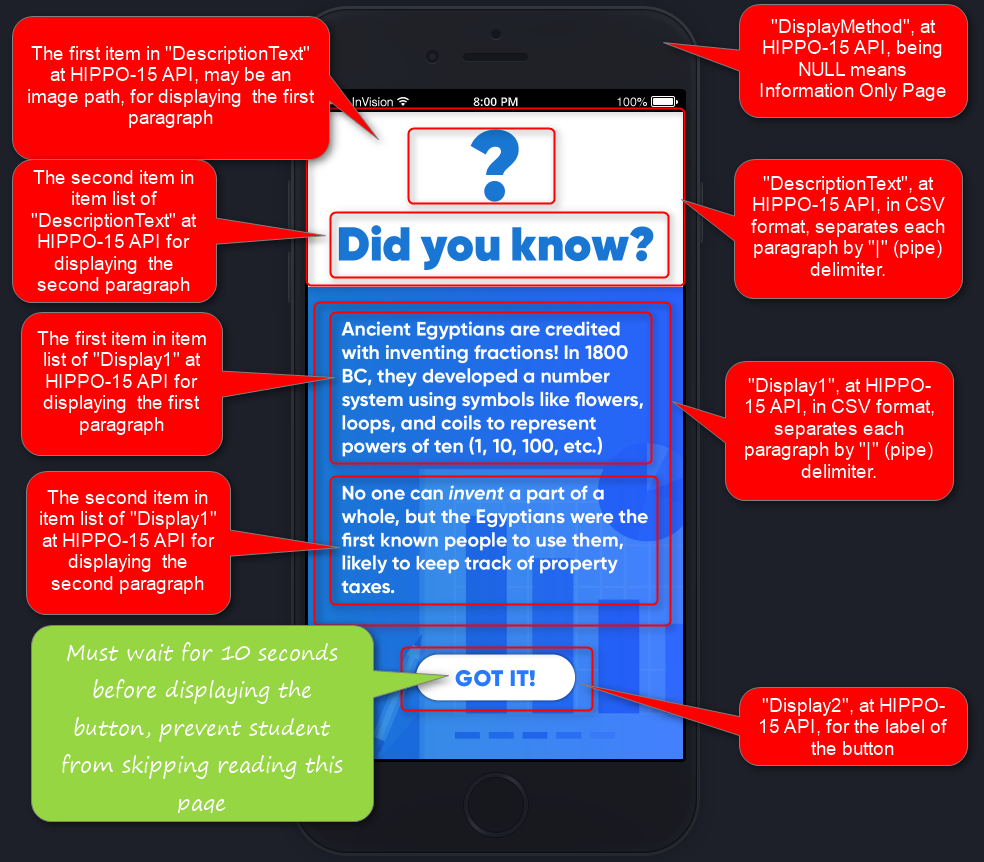 The first item in "DescriptionText"
at HIPPO-15 API, may be an
image path, for displaying the first
paragraph
"DisplayMethod", at
HIPPO-15 API, being
NULL means
Information Only Page
InVision
8:00 PM
100%
?
The second item in
item list of
"DescriptionText" at
HIPPO-15 API for
displaying the
second paragraph
Did you know?
"DescriptionText", at
HIPPO-15 API, in CSV
format, separates each
paragraph by "|" (pipe)
delimiter.
The first item in item
list of "Display1" at
HIPPO-15 API for
displaying the first
paragraph
Ancient Egyptians are credited
with inventing fractions! In 1800
BC, they developed a number
system using symbols like flowers,
loops, and coils to represent
powers of ten (1, 10, 100, etc.)
"Display1", at HIPPO-
15 API, in CSV format,
separates each
paragraph by "|" (pipe)
delimiter.
The second item in
item list of "Display1"
at HIPPO-15 API for
displaying the
second paragraph
No one can invent a part of a
whole, but the Egyptians were the
first known people to use them,
likely to keep track of property
taxes.
Must wait for 10 seconds
before displaying the
button, prevent student
from skipping reading this
page
GOT IT!
"Display2", at HIPPO-
15 API, for the label of
the button